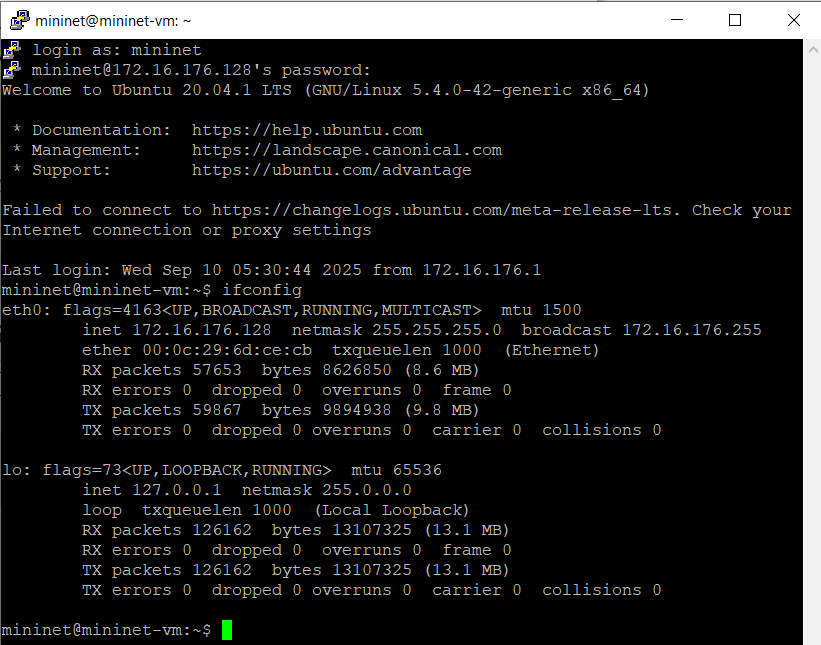 mininet@mininet-vm: ~
login as: mininet
mininet@172.16.176.128's password:
Welcome to Ubuntu 20.04.1 LTS (GNU/Linux 5.4.0-42-generic x86_64)
* Documentation:  https://help.ubuntu.com
* Management:     https://landscape.canonical.com
* Support:        https://ubuntu.com/advantage
Failed to connect to https://changelogs.ubuntu.com/meta-release-lts. Check your
Internet connection or proxy settings
Last login: Wed Sep 10 05:30:44 2025 from 172.16.176.1
mininet@mininet-vm:~$ ifconfig
eth0: flags=4163<UP,BROADCAST,RUNNING,MULTICAST>  mtu 1500
inet 172.16.176.128  netmask 255.255.255.0  broadcast 172.16.176.255
ether 00:0c:29:6d:ce:cb  txqueuelen 1000  (Ethernet)
RX packets 57653  bytes 8626850 (8.6 MB)
RX errors 0  dropped 0  overruns 0  frame 0
TX packets 59867  bytes 9894938 (9.8 MB)
TX errors 0  dropped 0 overruns 0  carrier 0  collisions 0
lo: flags=73<UP,LOOPBACK,RUNNING>  mtu 65536
inet 127.0.0.1  netmask 255.0.0.0
loop  txqueuelen 1000  (Local Loopback)
RX packets 126162  bytes 13107325 (13.1 MB)
RX errors 0  dropped 0  overruns 0  frame 0
TX packets 126162  bytes 13107325 (13.1 MB)
TX errors 0  dropped 0 overruns 0  carrier 0  collisions 0
mininet@mininet-vm:~$